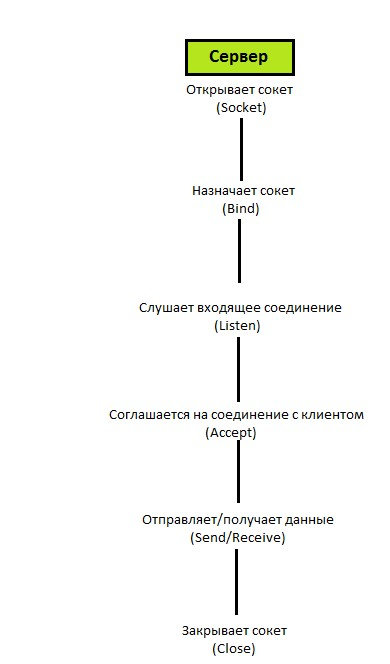 Сервер
Открывает сокет
(Socket)
Назначает сокет
(Bind)
Слушает входящее соединение
(Listen)
Соглашается на соединение с клиентом
(Accept)
Отправляет/получает данные
(Send/Receive)
Закрывает сокет
(Close)